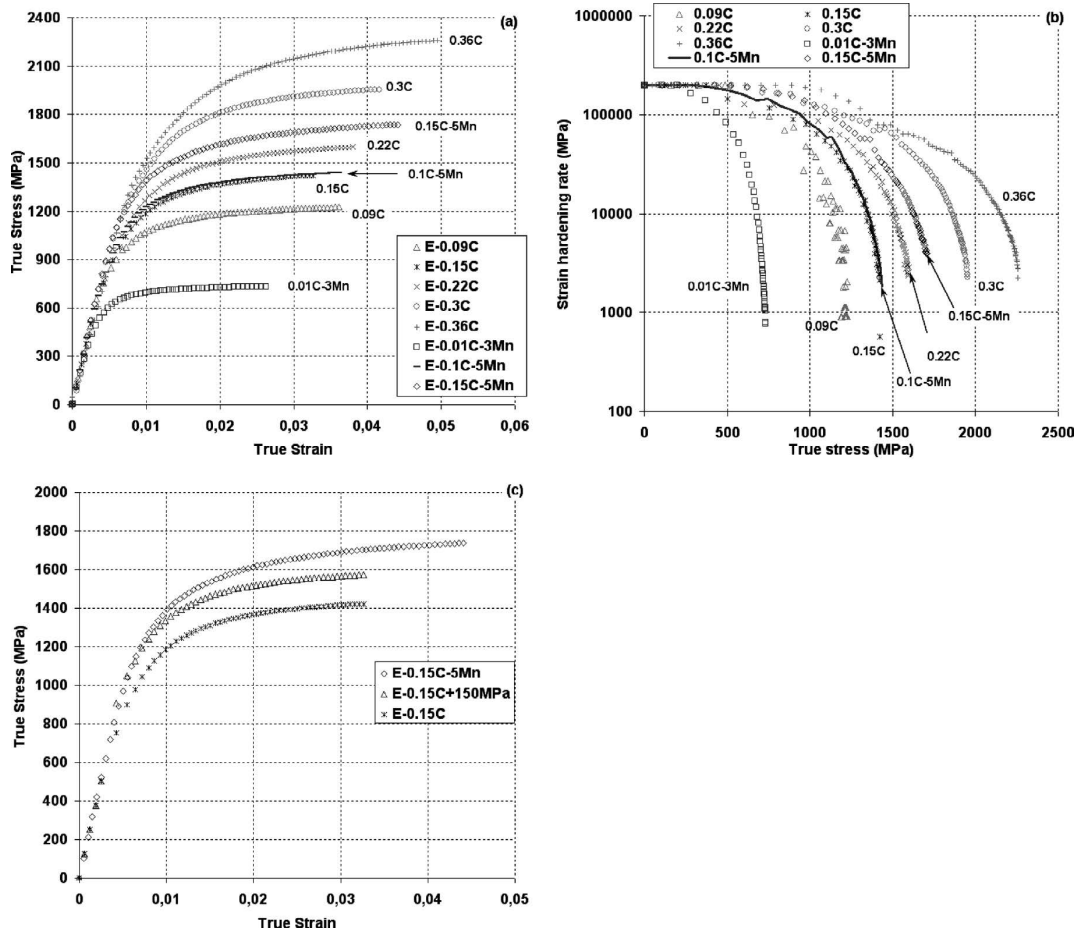 (a)
2400
2100
1800
1500
1200
900
600
300
0
True Stress (MPa)
0.36C
0.3C
0.15C-5Mn
0.22C
0.1C-5Mn
0.15C
0.09C
0.01C-3Mn
E-0.09C
E-0.15C
E-0.22C
E-0.3C
E-0.36C
E-0.01C-3Mn
E-0.1C-5Mn
E-0.15C-5Mn
0 0,01 0,02 0,03 0,04 0,05 0,06
True Strain
(b)
0.09C 0.15C
0.22C 0.3C
0.36C 0.01C-3Mn
0.1C-5Mn 0.15C-5Mn
1000000
100000
10000
1000
100
Strain hardening rate (MPa)
0.36C
0.01C-3Mn
0.3C
0.15C-5Mn
0.09C
0.15C
0.22C
0.1C-5Mn
0 500 1000 1500 2000 2500
True stress (MPa)
(c)
2000
1800
1600
1400
1200
1000
800
600
400
200
0
True Stress (MPa)
E-0.15C-5Mn
E-0.15C+150MPa
E-0.15C
0 0,01 0,02 0,03 0,04 0,05
True Strain